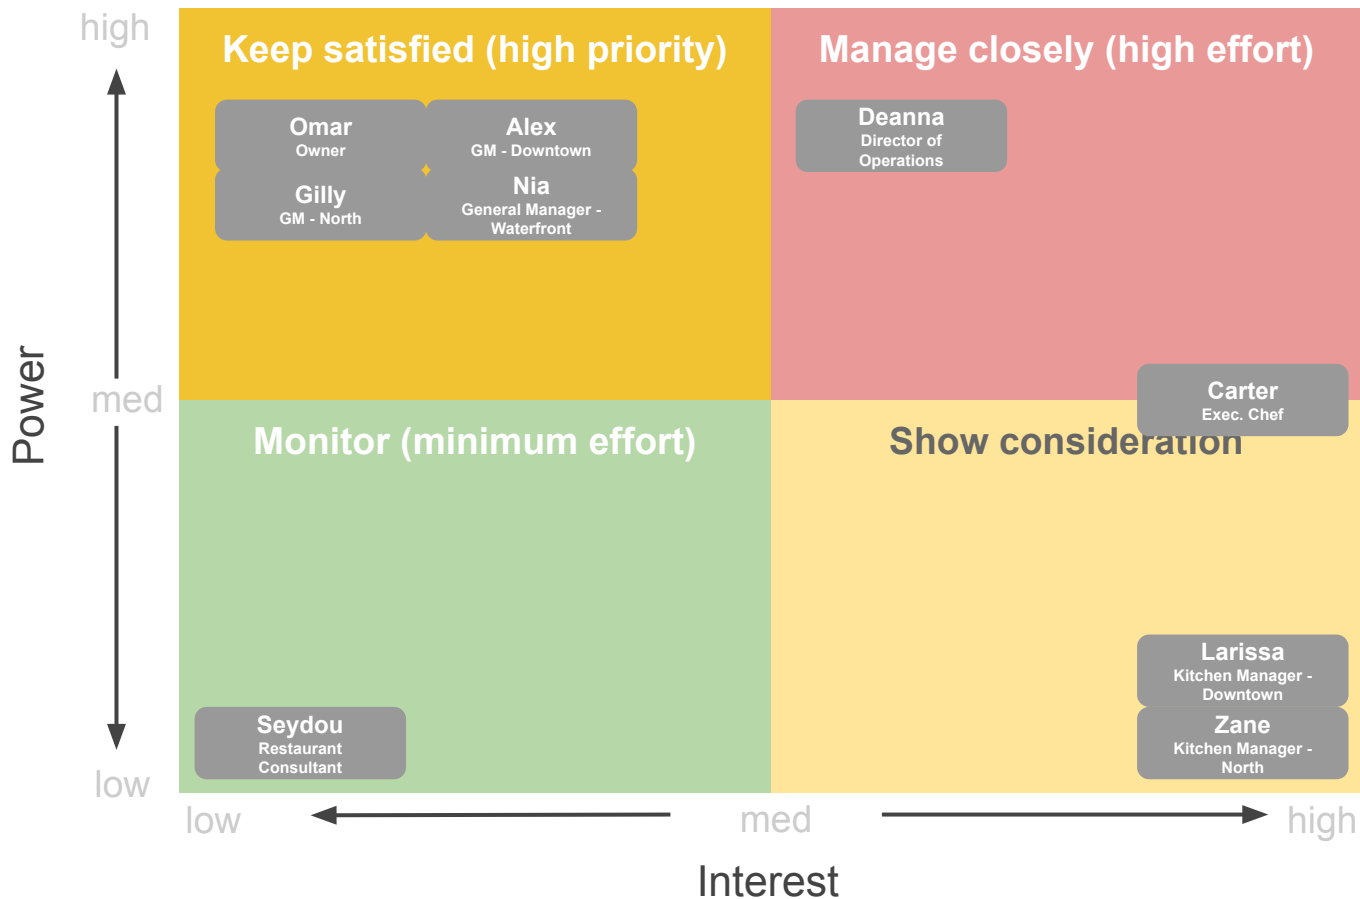 high
Keep satisfied (high priority)
Manage closely (high effort)
Omar
Owner
Alex
GM - Downtown
Deanna
Director of
Operations
Gilly
GM - North
Nia
General Manager -
Waterfront
Power
med
Carter
Exec. Chef
Monitor (minimum effort)
Show consideration
Larissa
Kitchen Manager -
Downtown
Seydou
Restaurant
Consultant
Zane
Kitchen Manager -
North
low
low
med
high
Interest